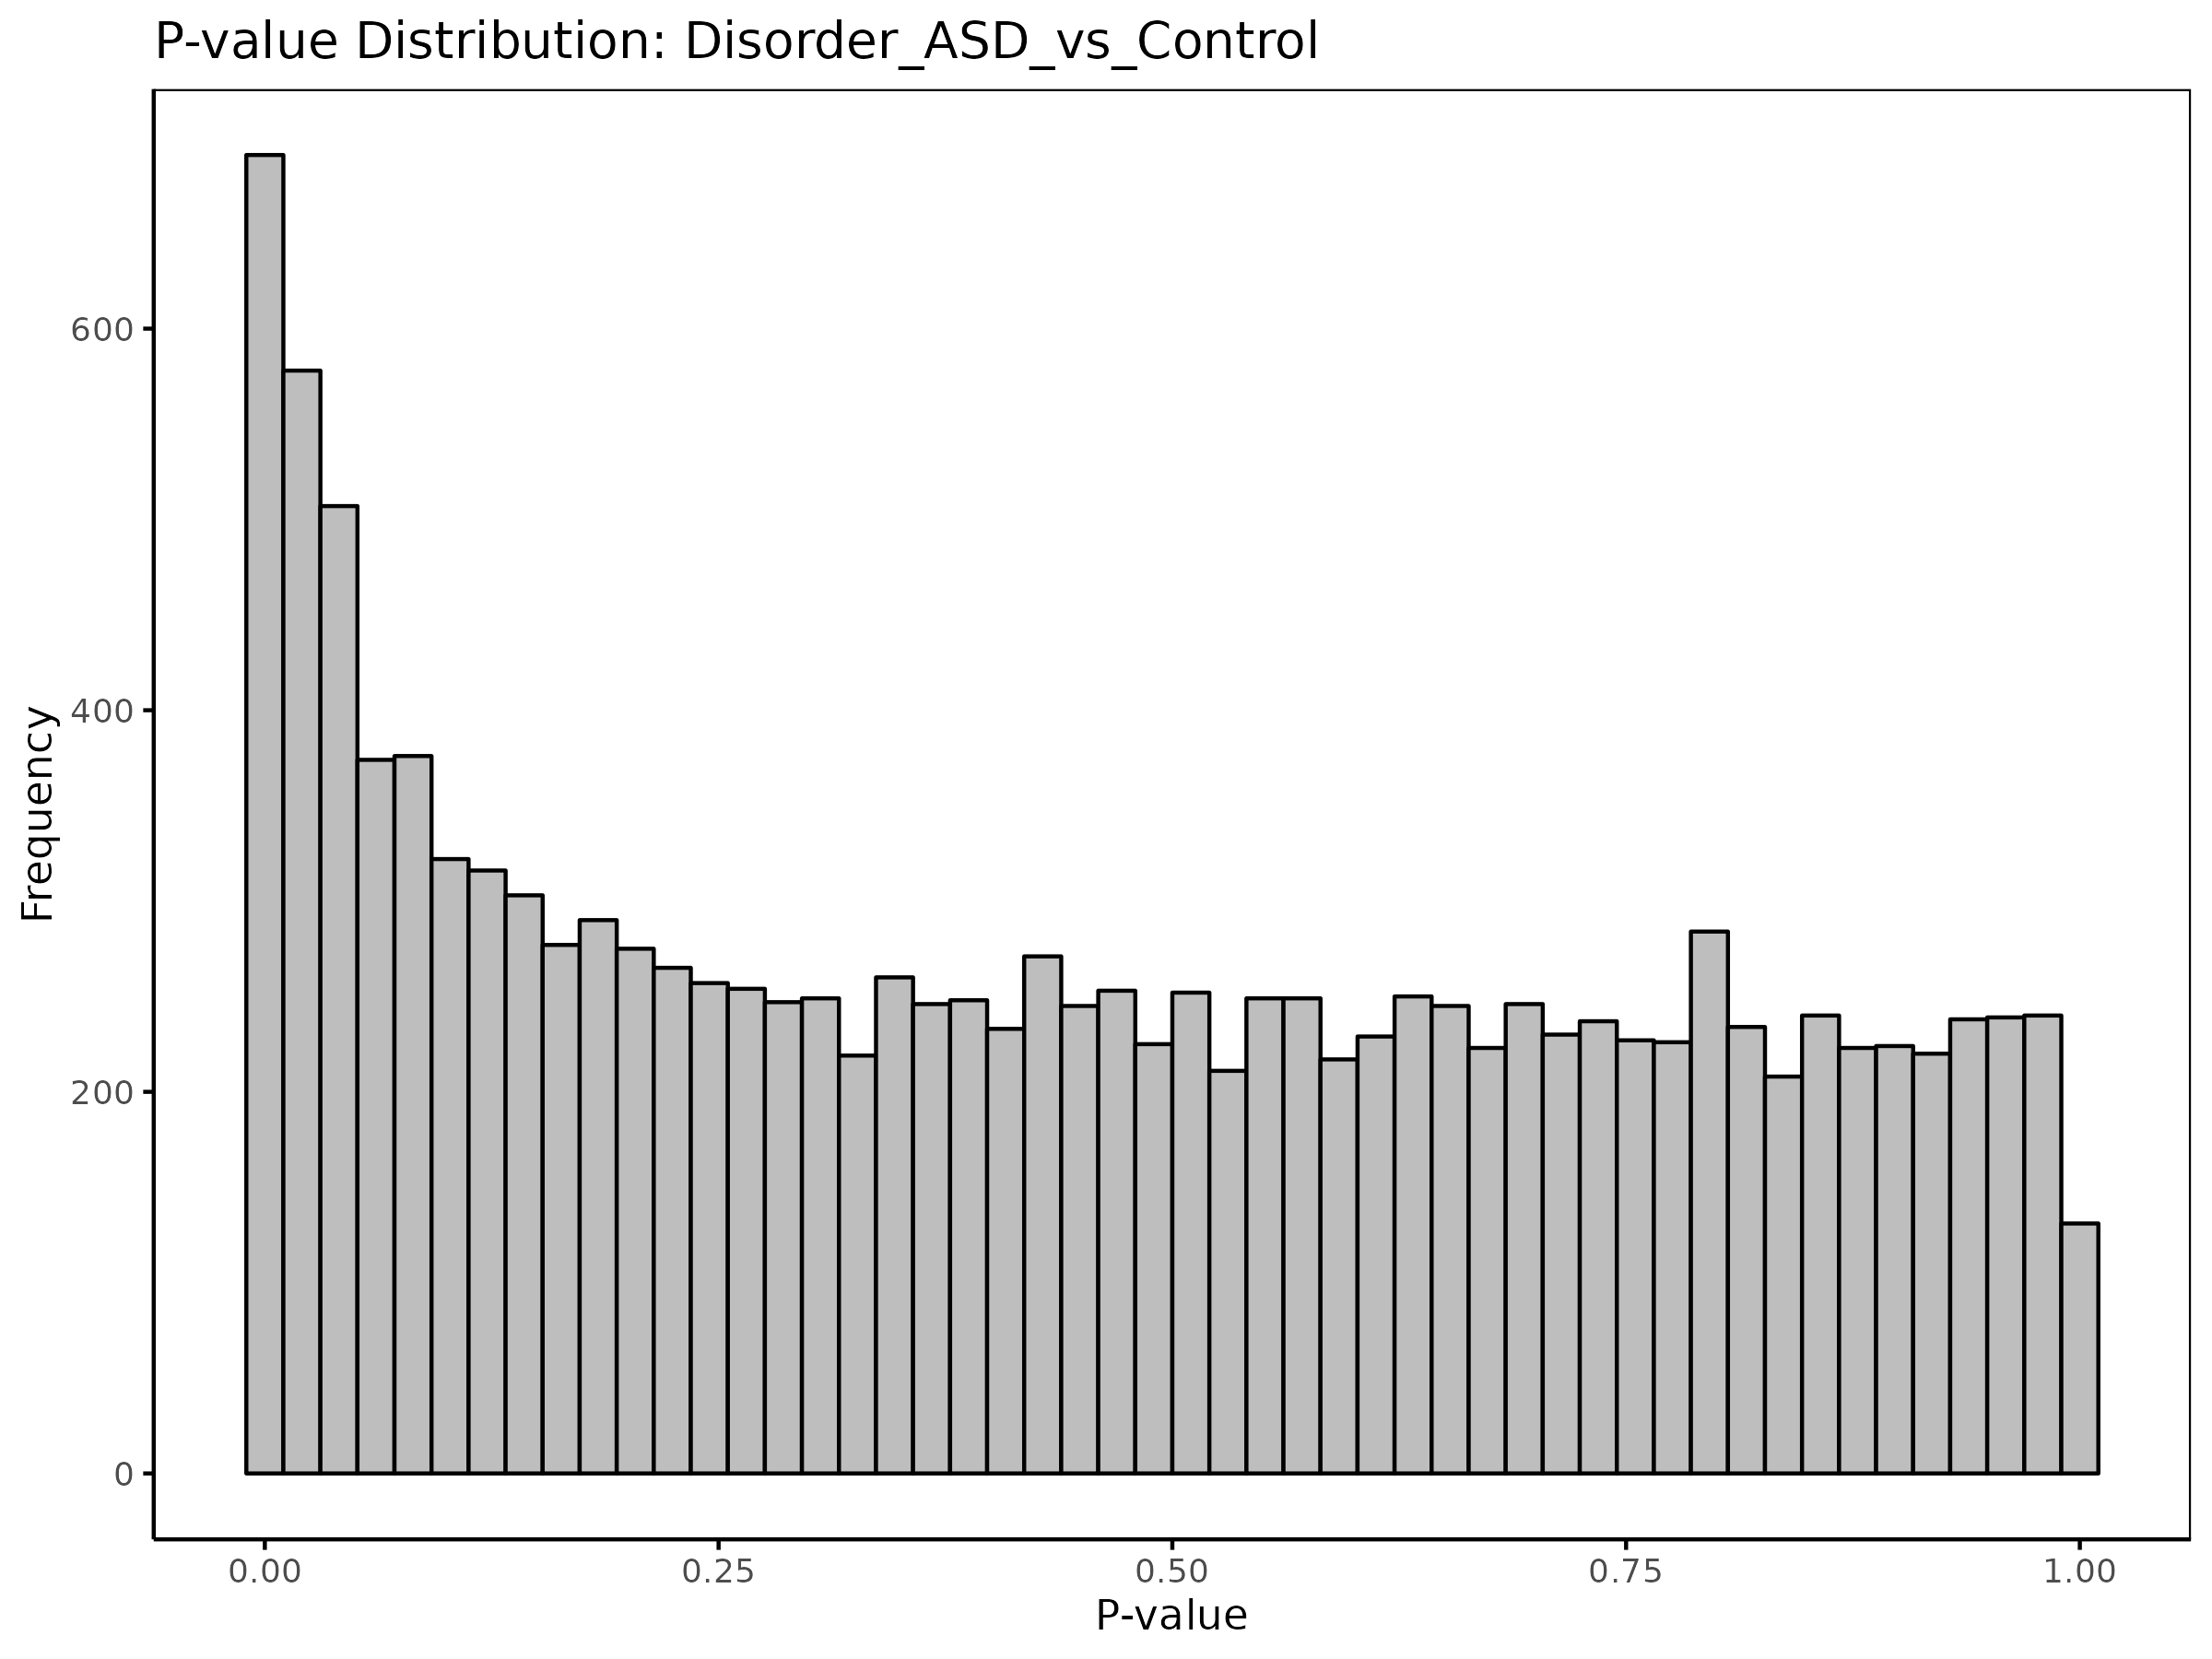 P-value Distribution: Disorder_ASD_vs_Control
Frequency
600
400
200
0
0.00 0.25 0.50 0.75 1.00
P-value